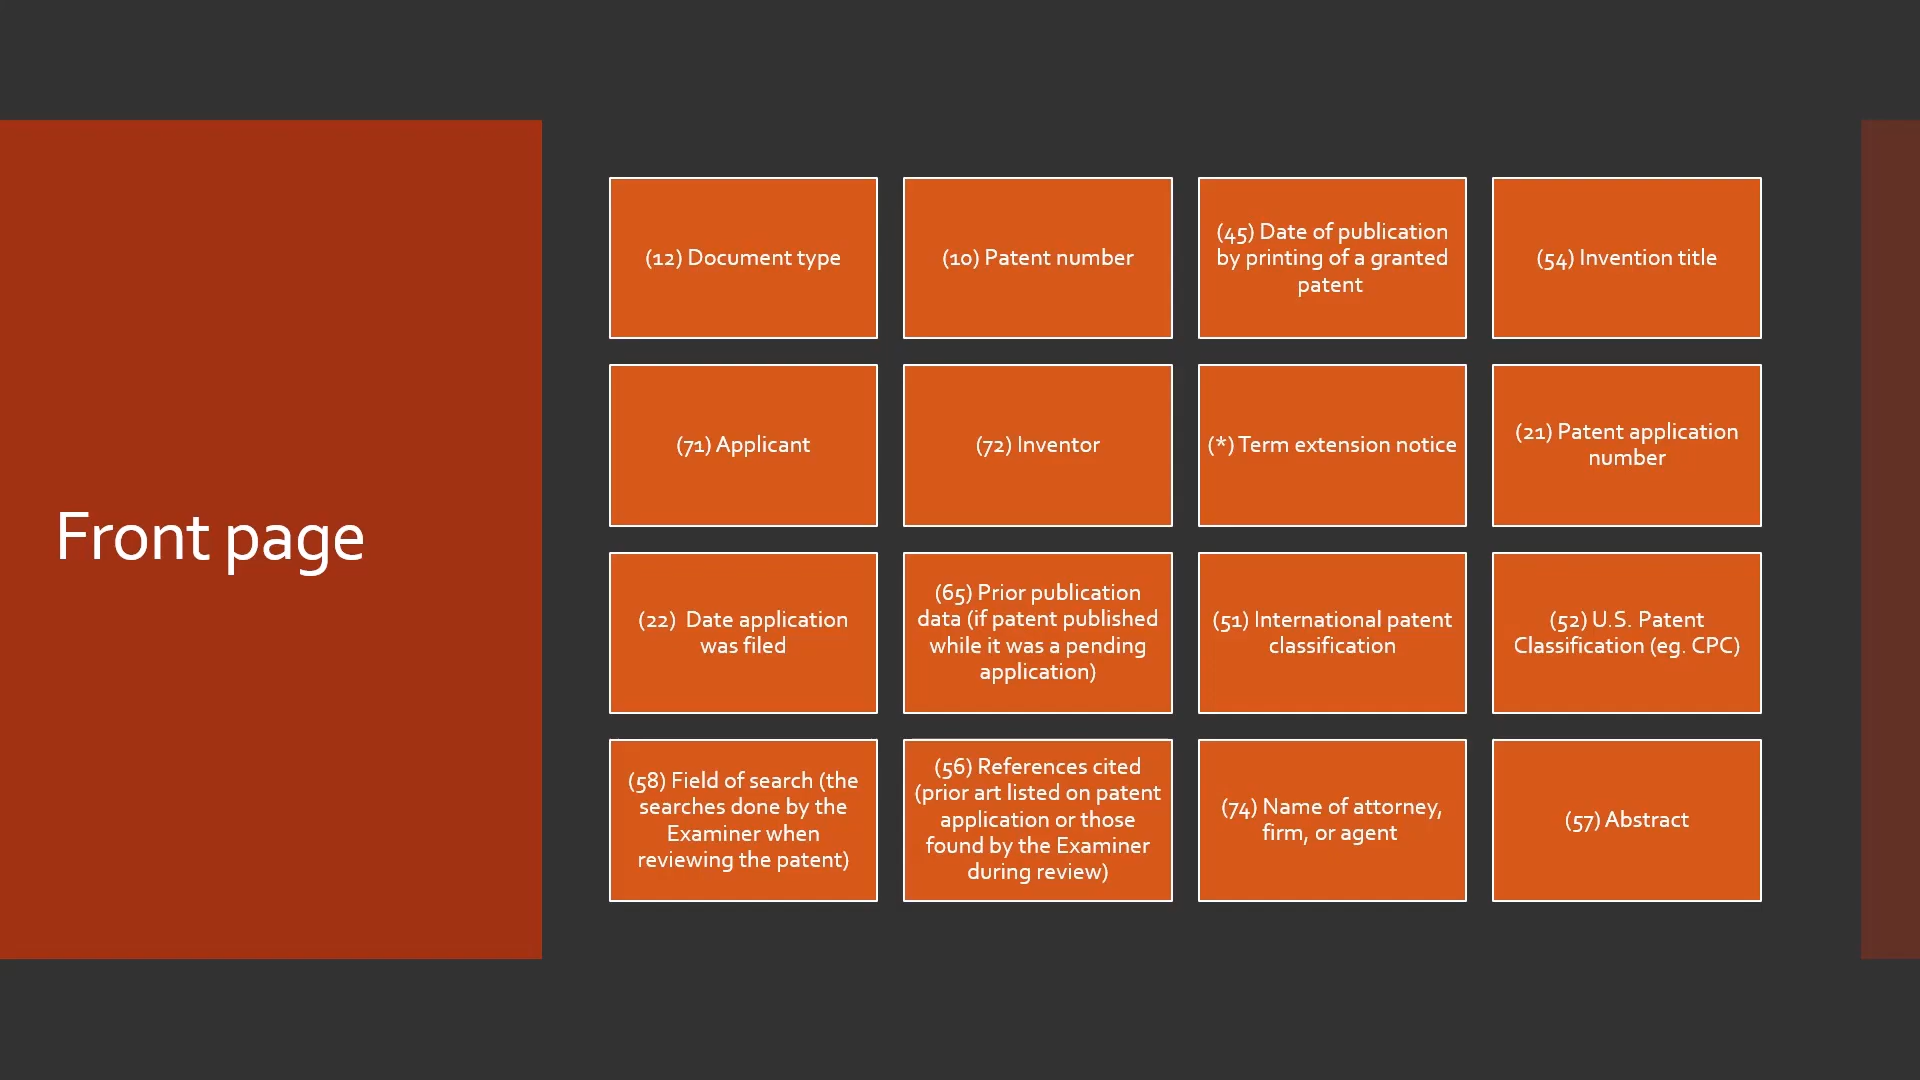 Front page
(12) Document type
(10) Patent number
(45) Date of publication
by printing of a granted
patent
(54) Invention title
(71) Applicant
(72) Inventor
(*) Term extension notice
(21) Patent application
number
(22)  Date application
was filed
(65) Prior publication
data (if patent published
while it was a pending
application)
(51) International patent
classification
(52) U.S. Patent
Classification (eg. CPC)
(58) Field of search (the
searches done by the
Examiner when
reviewing the patent)
(56) References cited
(prior art listed on patent
application or those
found by the Examiner
during review)
(74) Name of attorney,
firm, or agent
(57) Abstract